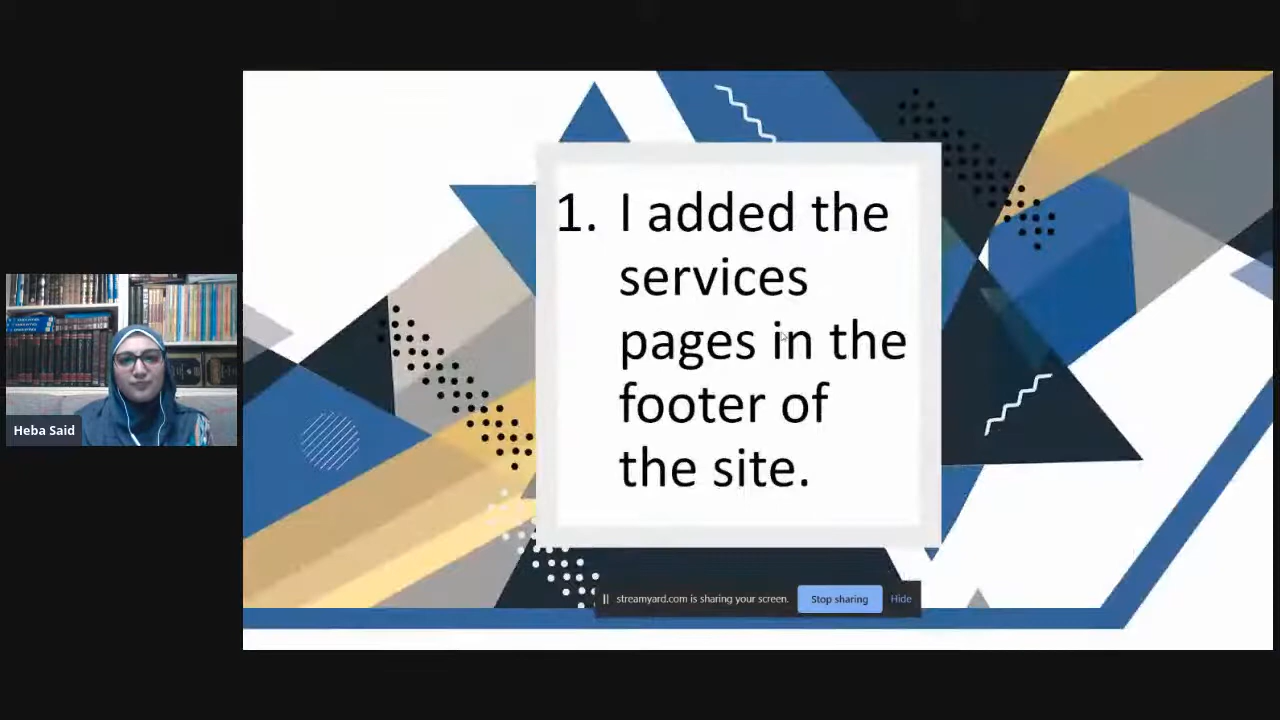 1. I added the
services
pages in the
footer of
the site.
Heba Said
streamyard.com is sharing your screen. Stop sharing Hide